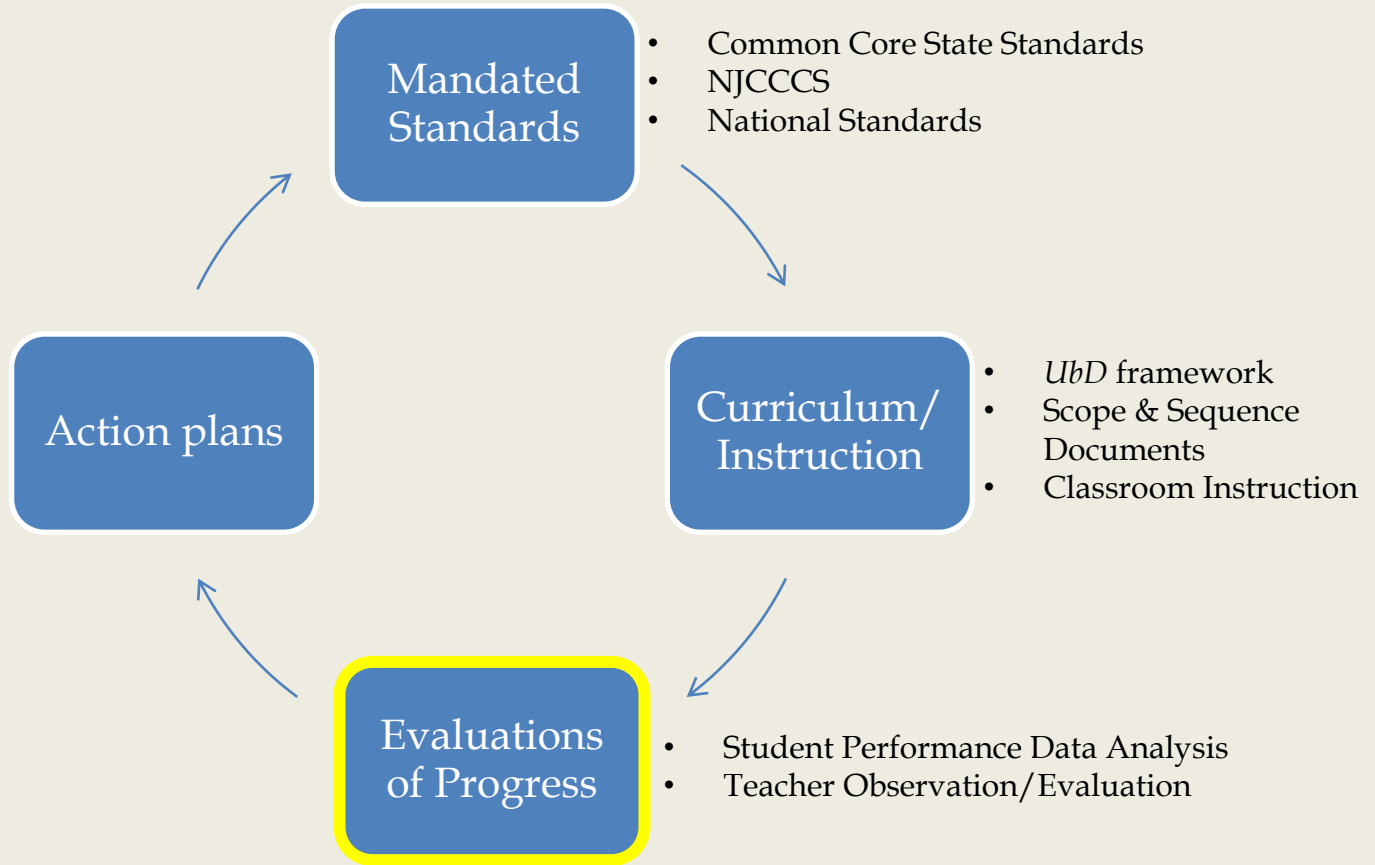 Mandated
Standards
• Common Core State Standards
• NJCCCS
• National Standards
Action plans
Curriculum/
Instruction
• UbD framework
• Scope & Sequence
Documents
• Classroom Instruction
Evaluations
of Progress
• Student Performance Data Analysis
• Teacher Observation/Evaluation